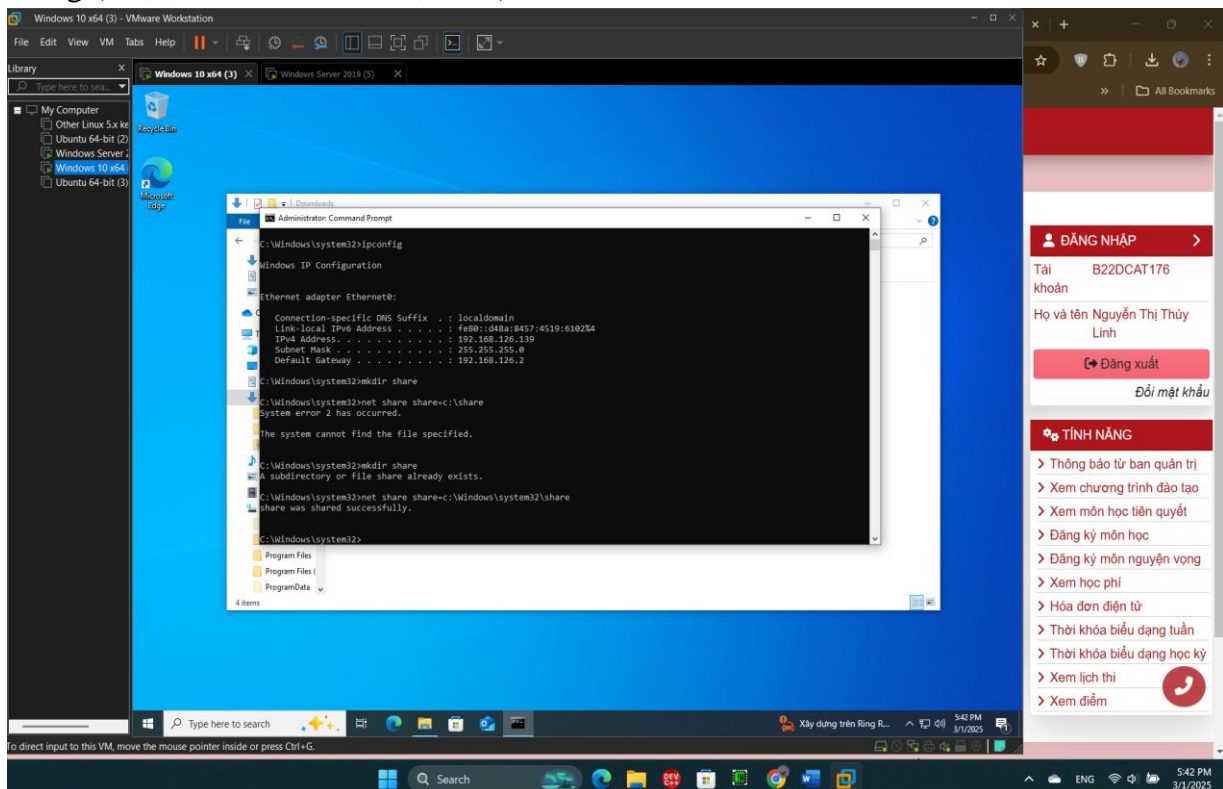 Windows 10 x64 (3) - VMware Workstation
File Edit View VM Tabs Help
Library
Type here to sea...
My Computer
Other Linux 5.x ke
Ubuntu 64-bit (2)
Windows Server 2
Windows 10 x64
Ubuntu 64-bit (3)
Windows 10 x64 (3)
Windows Server 2019 (5)
Recycle Bin
Microsoft
Edge
Downloads
File
Administrator: Command Prompt
C:\Windows\system32>ipconfig
Windows IP Configuration
Ethernet adapter Ethernet0:
Connection-specific DNS Suffix . : localdomain
Link-local IPv6 Address . . . . . : fe80::d48a:8457:4519:6102%4
IPv4 Address. . . . . . . . . . . : 192.168.126.139
Subnet Mask . . . . . . . . . . . : 255.255.255.0
Default Gateway . . . . . . . . . : 192.168.126.2
C:\Windows\system32>mkdir share
C:\Windows\system32>net share share=c:\share
System error 2 has occurred.
The system cannot find the file specified.
C:\Windows\system32>mkdir share
A subdirectory or file share already exists.
C:\Windows\system32>net share share=c:\Windows\system32\share
share was shared successfully.
C:\Windows\system32>
Program Files
Program Files (
ProgramData
4 items
Type here to search
Xây dựng trên Ring R...
5:42 PM
3/1/2025
To direct input to this VM, move the mouse pointer inside or press Ctrl+G.
All Bookmarks
ĐĂNG NHẬP
Tài khoản B22DCAT176
Họ và tên Nguyễn Thị Thùy
Linh
Đăng xuất
Đổi mật khẩu
TÍNH NĂNG
Thông báo từ ban quản trị
Xem chương trình đào tạo
Xem môn học tiên quyết
Đăng ký môn học
Đăng ký môn nguyện vọng
Xem học phí
Hóa đơn điện tử
Thời khóa biểu dạng tuần
Thời khóa biểu dạng học kỳ
Xem lịch thi
Xem điểm
Search
ENG
5:42 PM
3/1/2025